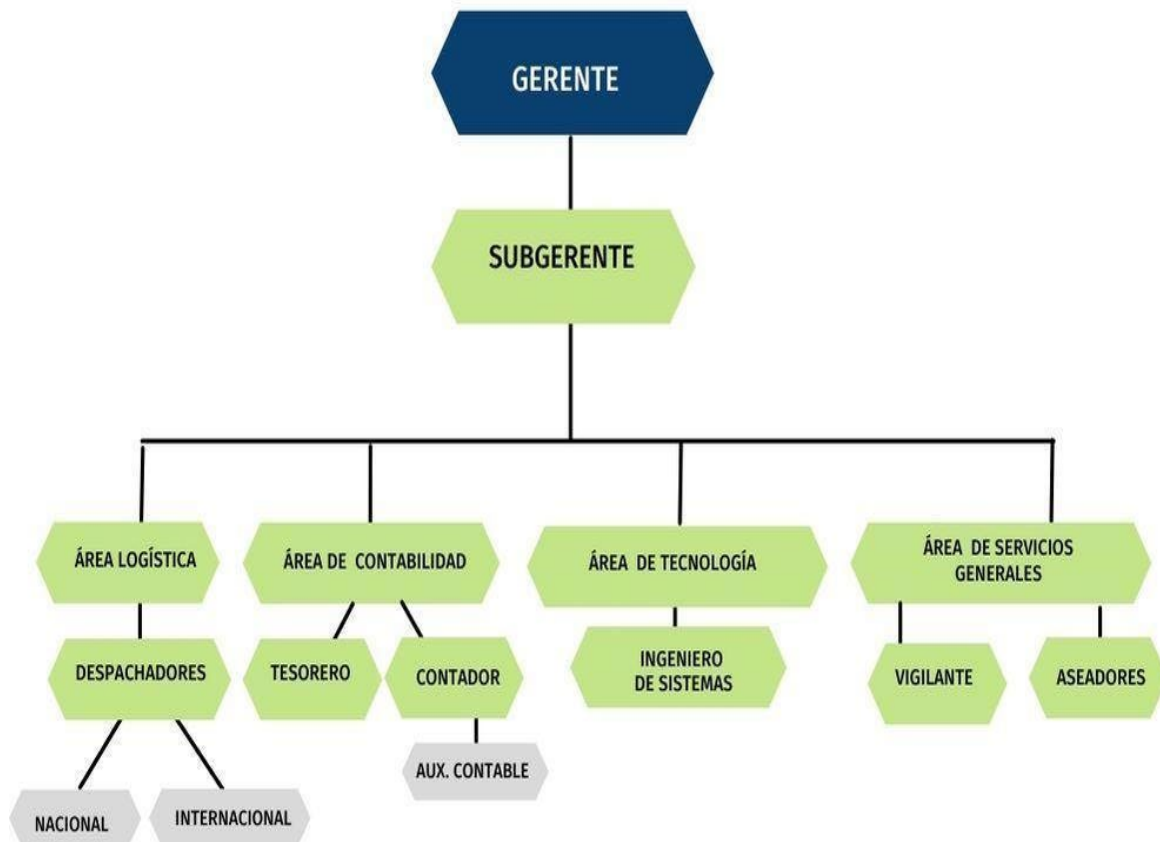 GERENTE
SUBGERENTE
ÁREA LOGÍSTICA
ÁREA DE CONTABILIDAD
ÁREA DE TECNOLOGÍA
ÁREA DE SERVICIOS
GENERALES
DESPACHADORES
TESORERO
CONTADOR
INGENIERO
DE SISTEMAS
VIGILANTE
ASEADORES
AUX. CONTABLE
NACIONAL
INTERNACIONAL